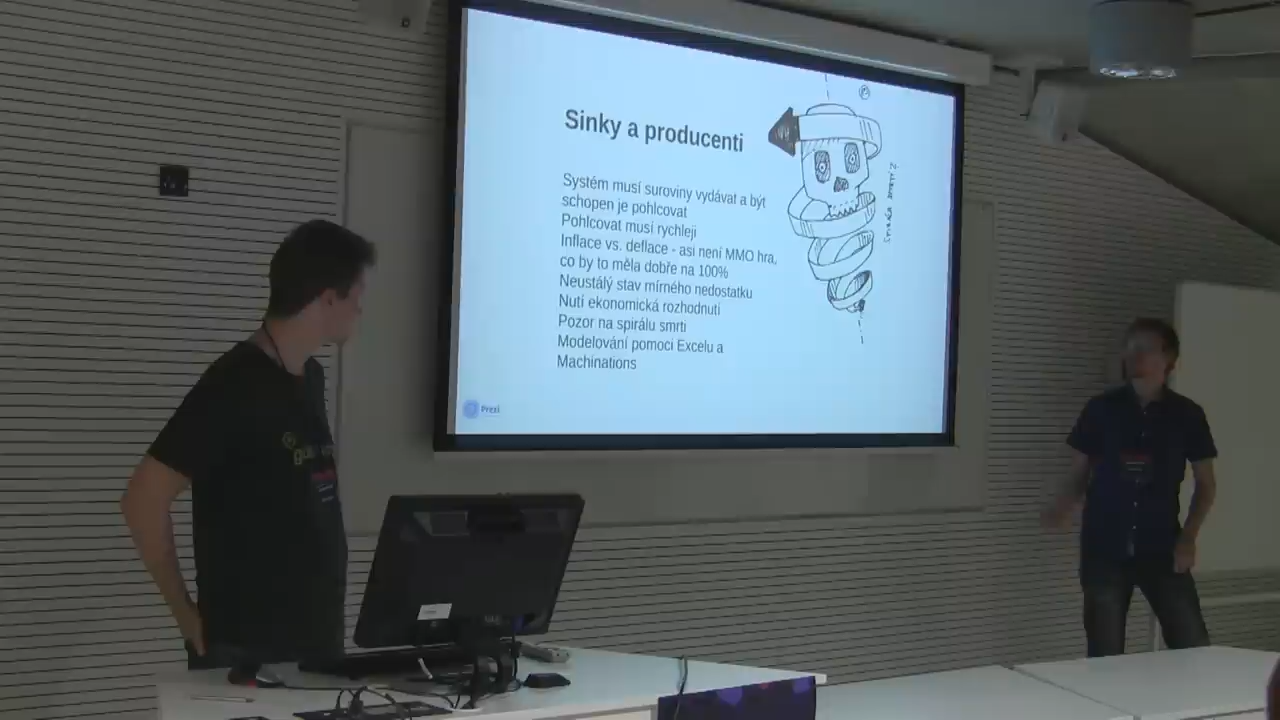 Sinky a producenti
Systém musí suroviny vydávat a být
schopen je pohlcovat
Pohlcovat musí rychleji
Inflace vs. deflace - asi není MMO hra,
co by to měla dobře na 100%
Neustálý stav mírného nedostatku
Nutí ekonomická rozhodnutí
Pozor na spirálu smrti
Modelování pomocí Excelu a
Machinations
Prezi